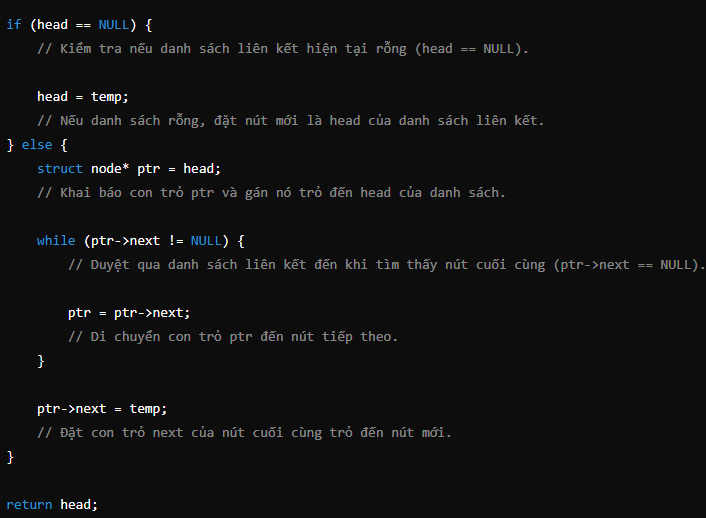 if (head == NULL) {
// Kiểm tra nếu danh sách liên kết hiện tại rỗng (head == NULL).
head = temp;
// Nếu danh sách rỗng, đặt nút mới là head của danh sách liên kết.
} else {
struct node* ptr = head;
// Khai báo con trỏ ptr và gán nó trỏ đến head của danh sách.
while (ptr->next != NULL) {
// Duyệt qua danh sách liên kết đến khi tìm thấy nút cuối cùng (ptr->next == NULL).
ptr = ptr->next;
// Di chuyển con trỏ ptr đến nút tiếp theo.
}
ptr->next = temp;
// Đặt con trỏ next của nút cuối cùng trỏ đến nút mới.
}
return head;